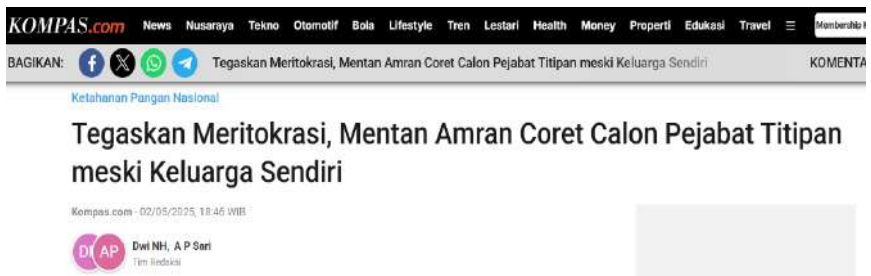 KOMPAS.com News Nusaraya Tekno Otomotif Bola Lifestyle Tren Lestari Health Money Properti Edukasi Travel ☰ Membership
BAGIKAN: Tegaskan Meritokrasi, Mentan Amran Coret Calon Pejabat Titipan meski Keluarga Sendiri KOMENTA
Ketahanan Pangan Nasional
Tegaskan Meritokrasi, Mentan Amran Coret Calon Pejabat Titipan
meski Keluarga Sendiri
Kompas.com - 02/05/2025, 18:46 WIB
AP Dwi NH, A P Sari
Tim Redaksi